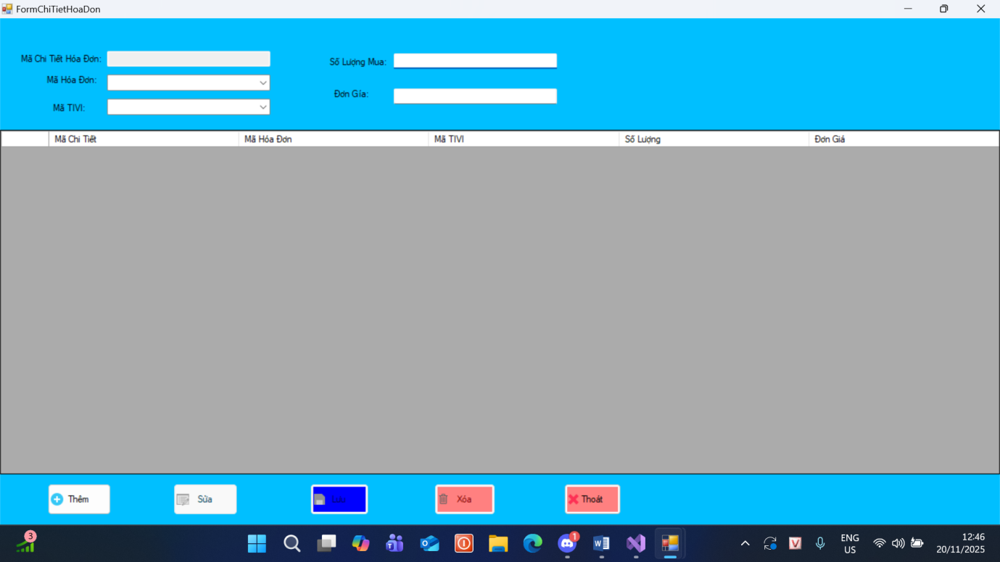 FormChiTietHoaDon
Mã Chi Tiết Hóa Đơn:
Mã Hóa Đơn:
Mã TIVI:
Số Lượng Mua:
Đơn Gía:
Mã Chi Tiết Mã Hóa Đơn Mã TIVI Số Lượng Đơn Giá
Thêm Sửa Lưu Xóa Thoát
3
1
ENG
US
12:46
20/11/2025